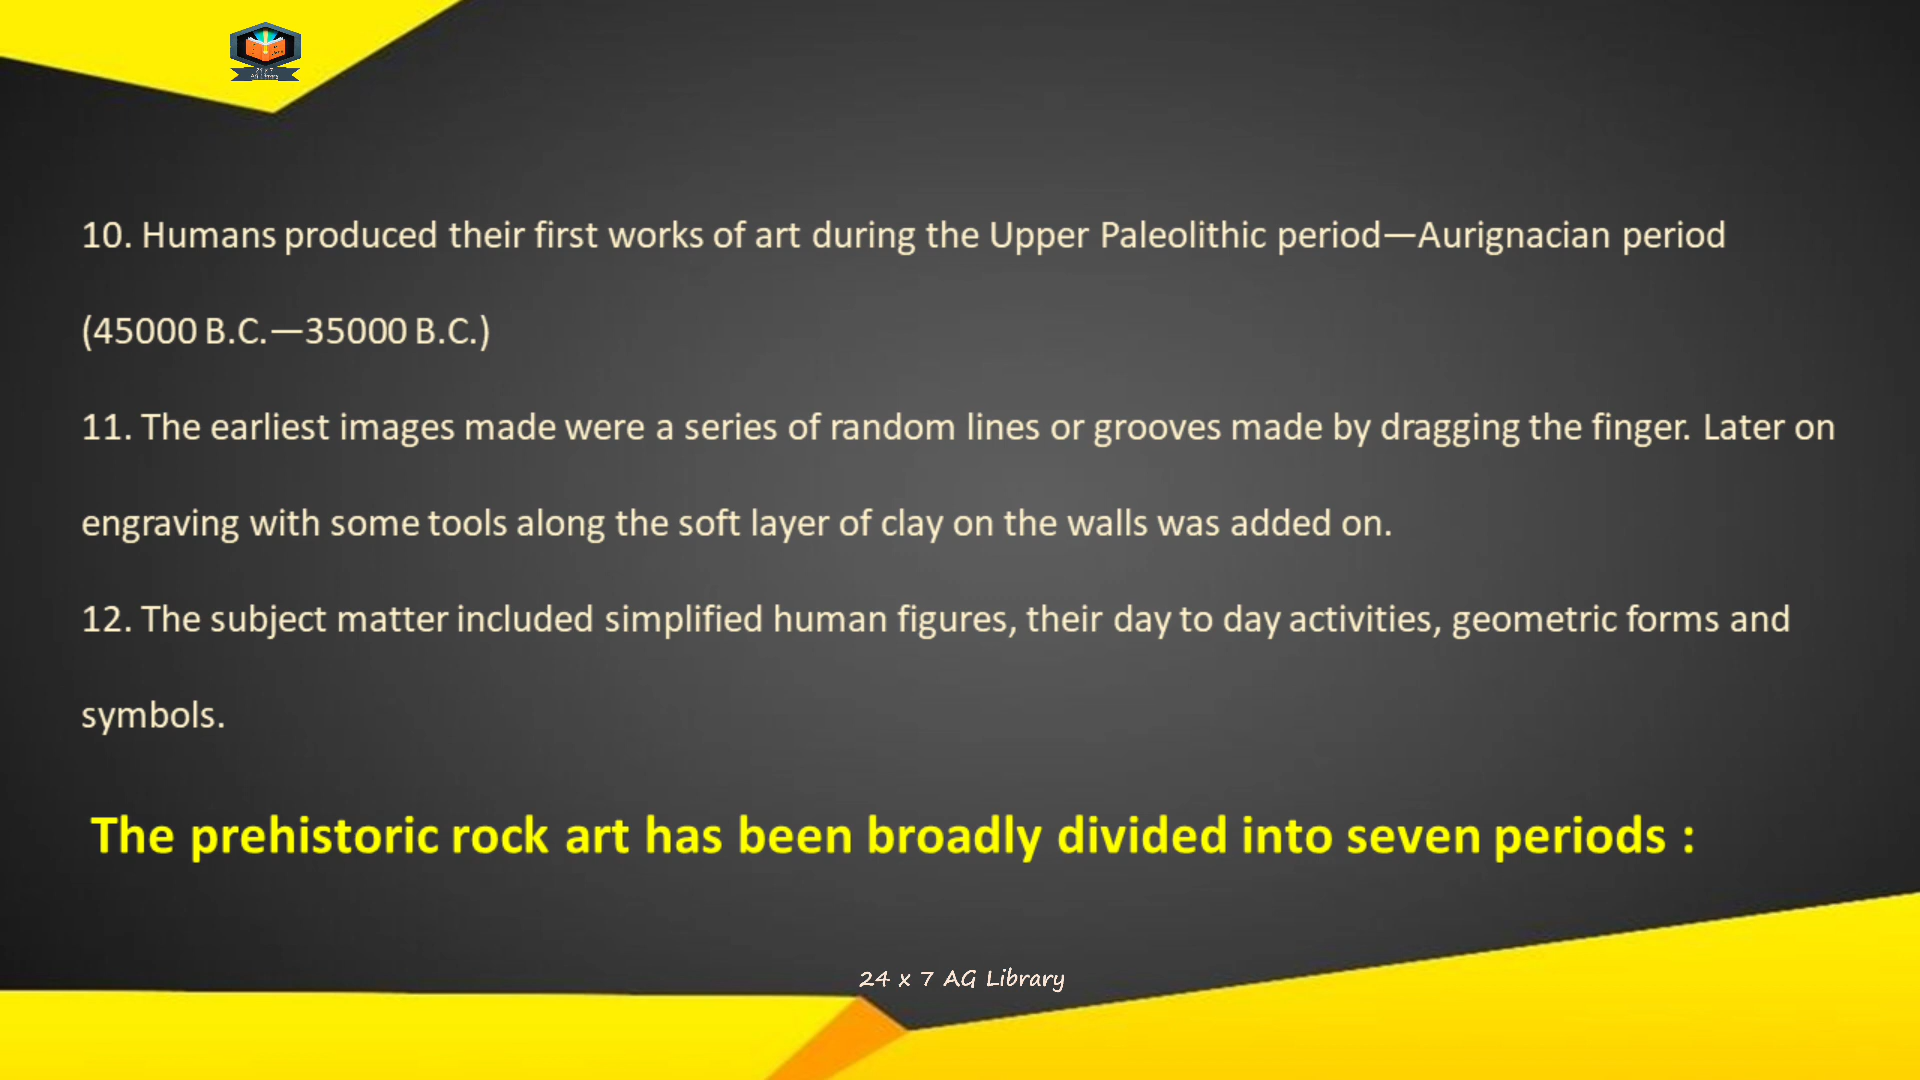 24 x 7
AG Library
10. Humans produced their first works of art during the Upper Paleolithic period—Aurignacian period
(45000 B.C.—35000 B.C.)
11. The earliest images made were a series of random lines or grooves made by dragging the finger. Later on
engraving with some tools along the soft layer of clay on the walls was added on.
12. The subject matter included simplified human figures, their day to day activities, geometric forms and
symbols.
The prehistoric rock art has been broadly divided into seven periods :
24 x 7 AG Library